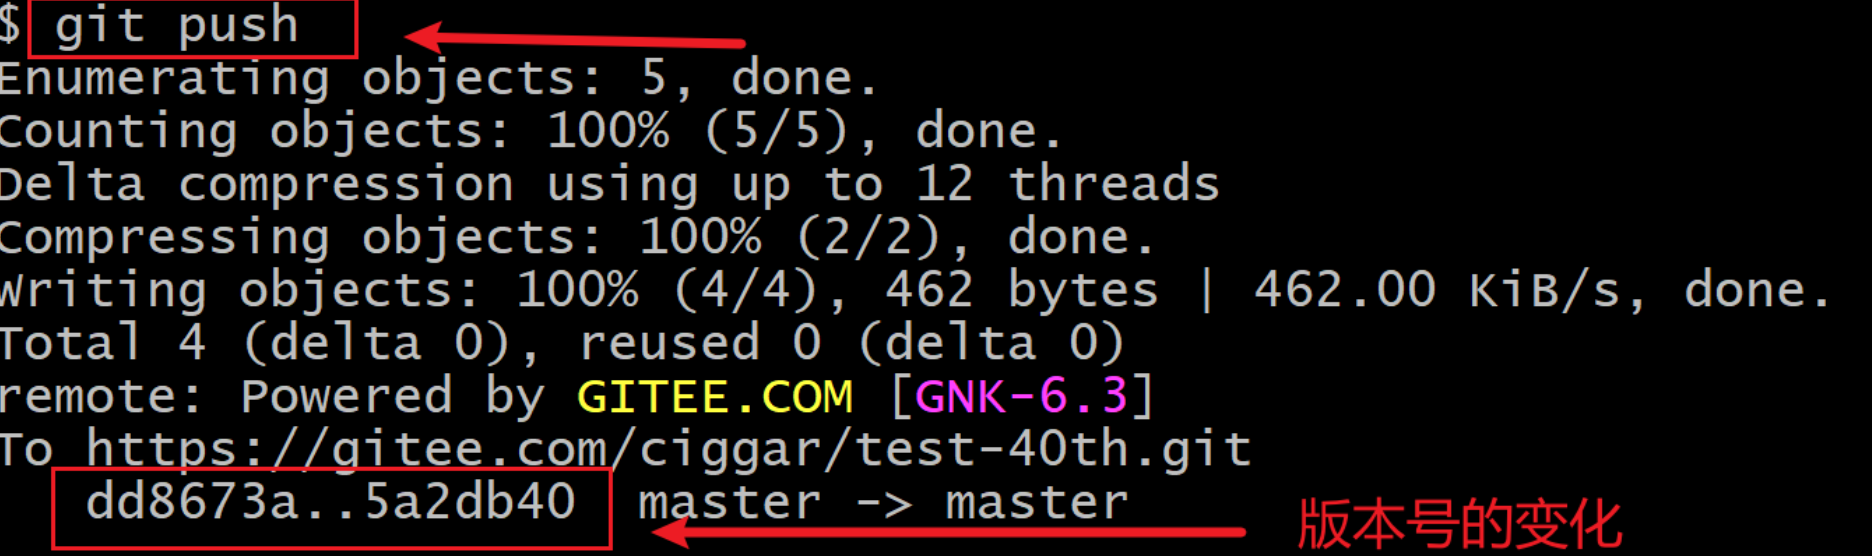 $ git push
Enumerating objects: 5, done.
Counting objects: 100% (5/5), done.
Delta compression using up to 12 threads
Compressing objects: 100% (2/2), done.
Writing objects: 100% (4/4), 462 bytes | 462.00 KiB/s, done.
Total 4 (delta 0), reused 0 (delta 0)
remote: Powered by GITEE.COM [GNK-6.3]
To https://gitee.com/ciggar/test-40th.git
dd8673a..5a2db40 master -> master
版本号的变化